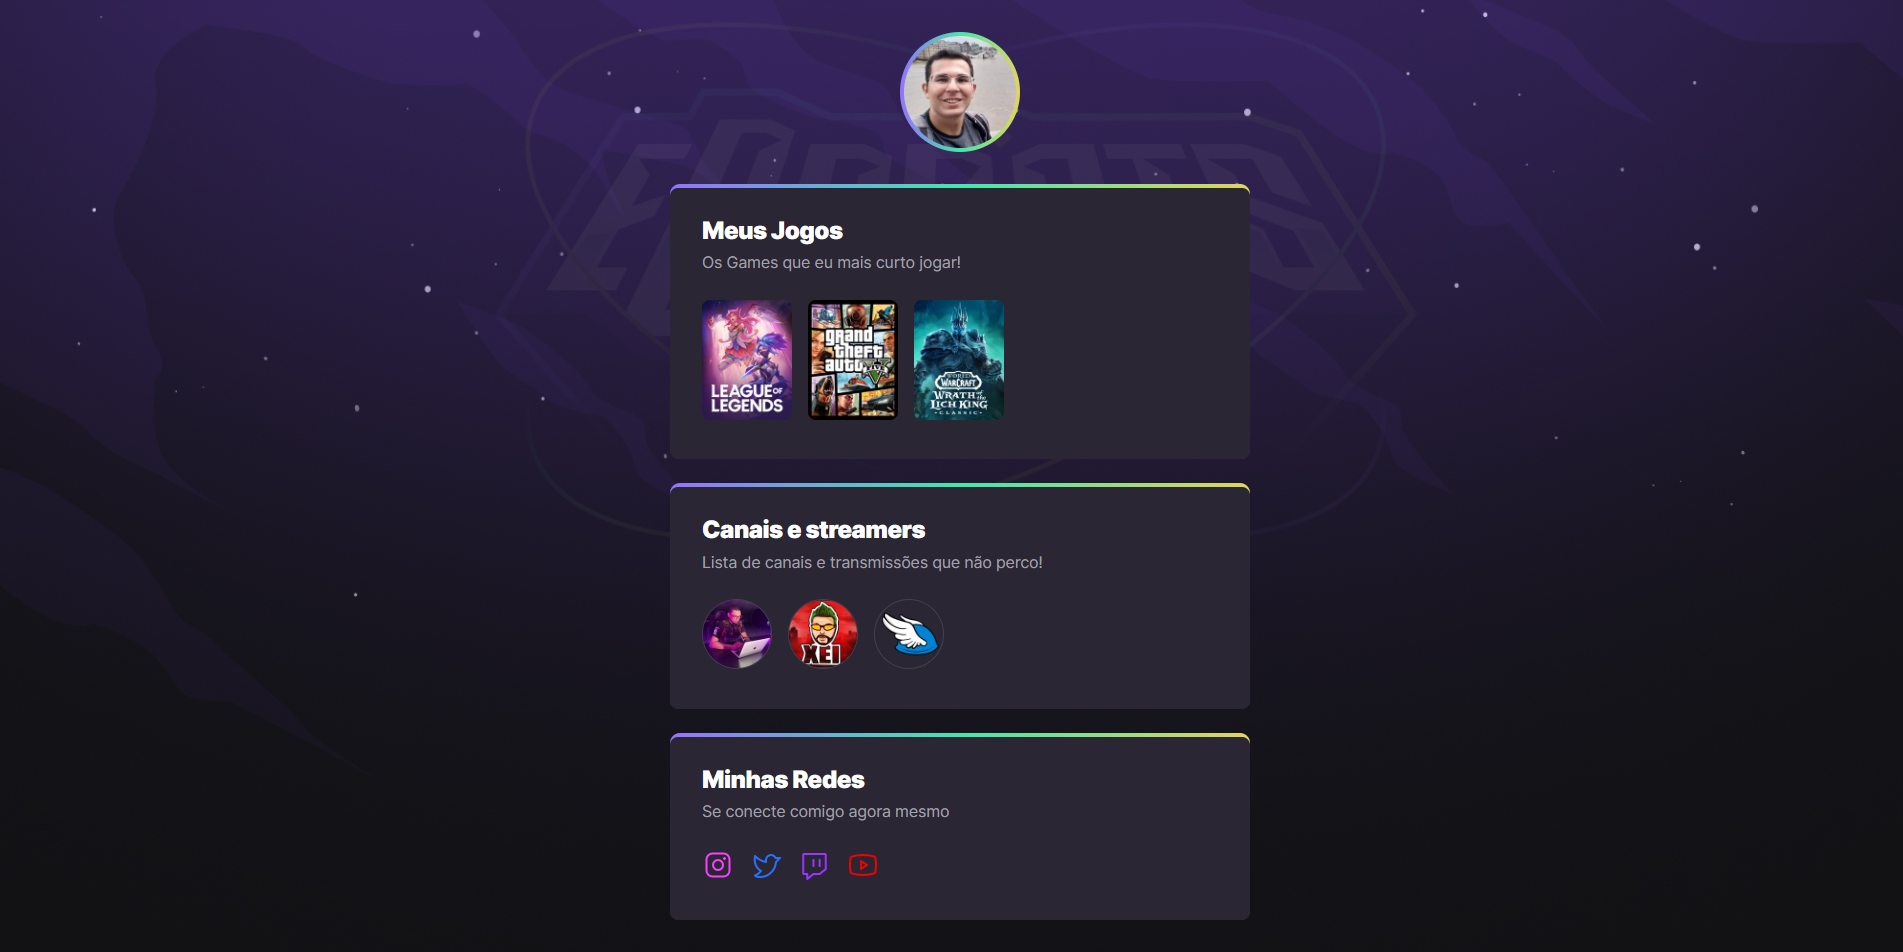 eSPORTS
Meus Jogos
Os Games que eu mais curto jogar!
LEAGUE OF
LEGENDS
grand
theft
auto
FIVE
WORLD
WARCRAFT
WRATH of the
LICH KING
CLASSIC
Canais e streamers
Lista de canais e transmissões que não perco!
XEI
Minhas Redes
Se conecte comigo agora mesmo